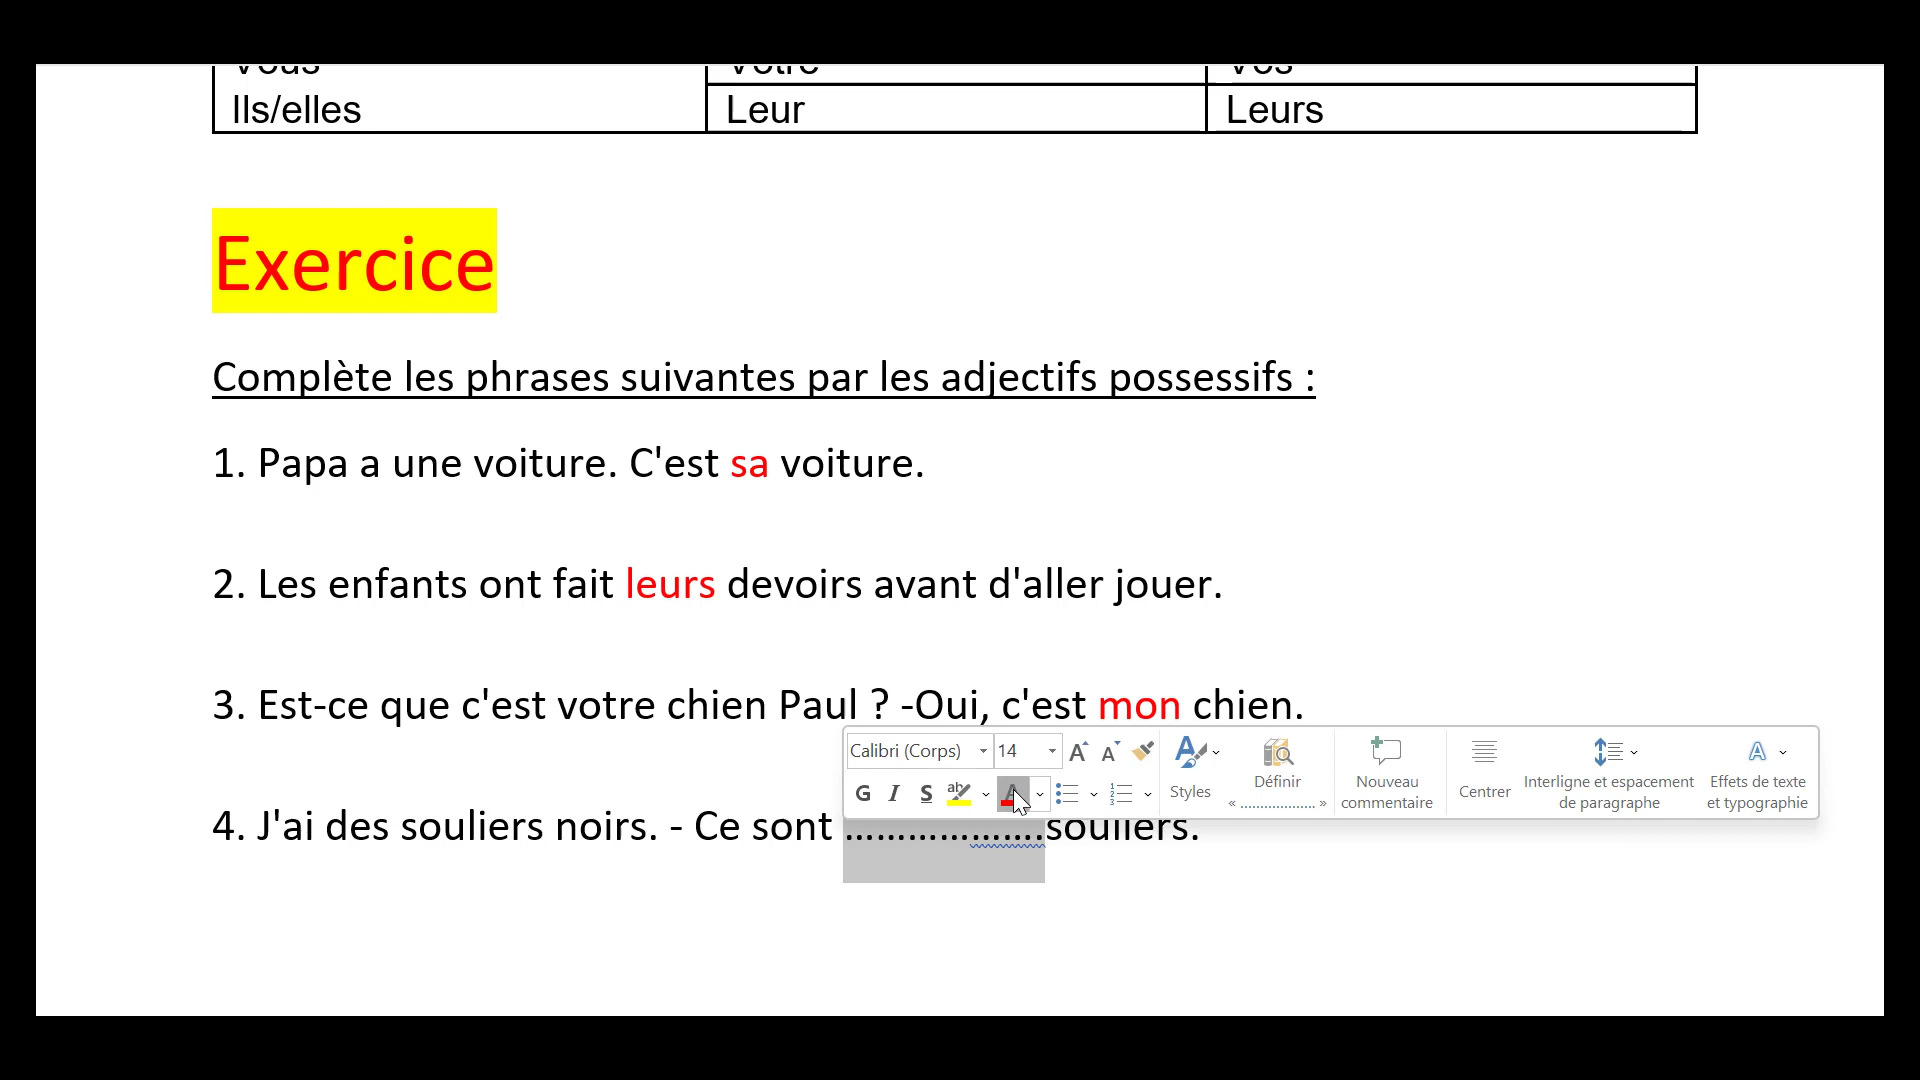 Vous Votre Vos
Ils/elles Leur Leurs
Exercice
Complète les phrases suivantes par les adjectifs possessifs :
1. Papa a une voiture. C'est sa voiture.
2. Les enfants ont fait leurs devoirs avant d'aller jouer.
3. Est-ce que c'est votre chien Paul ? -Oui, c'est mon chien.
Calibri (Corps) 14
G I S Styles Définir Nouveau commentaire Centrer Interligne et espacement de paragraphe Effets de texte et typographie
4. J'ai des souliers noirs. - Ce sont ………………..souliers.